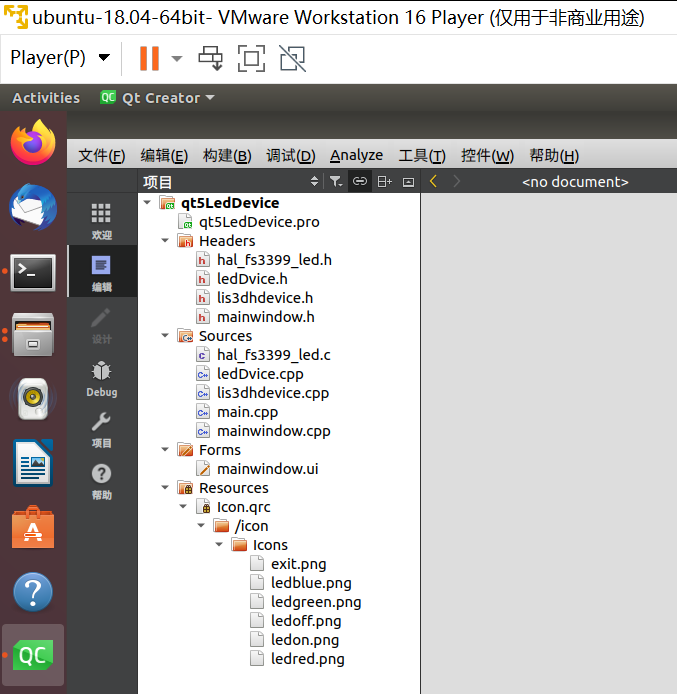 ubuntu-18.04-64bit- VMware Workstation 16 Player (仅用于非商业用途)
Player(P)
Activities QC Qt Creator
文件(F) 编辑(E) 构建(B) 调试(D) Analyze 工具(T) 控件(W) 帮助(H)
项目 <no document>
欢迎
编辑
设计
Debug
项目
帮助
qt5LedDevice
qt5LedDevice.pro
Headers
hal_fs3399_led.h
ledDvice.h
lis3dhdevice.h
mainwindow.h
Sources
hal_fs3399_led.c
ledDvice.cpp
lis3dhdevice.cpp
main.cpp
mainwindow.cpp
Forms
mainwindow.ui
Resources
Icon.qrc
/icon
Icons
exit.png
ledblue.png
ledgreen.png
ledoff.png
ledon.png
ledred.png
QC